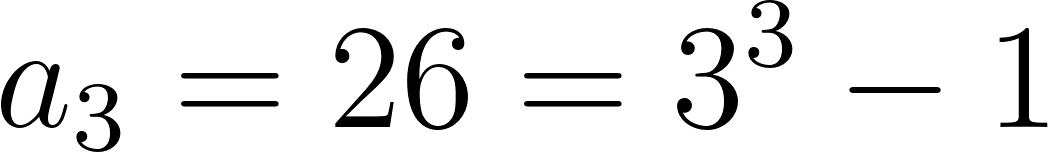 a₃ = 26 = 3³ − 1